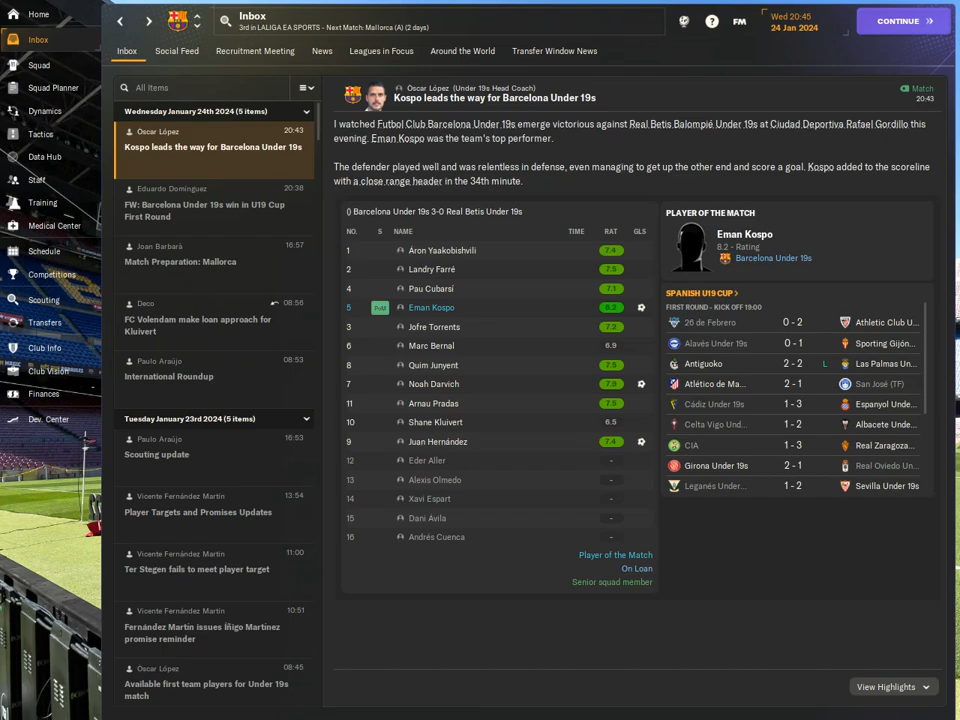 Home
Inbox
Squad
Squad Planner
Dynamics
Tactics
Data Hub
Staff
Training
Medical Center
Schedule
Competitions
Scouting
Transfers
Club Info
Club Vision
Finances
Dev. Center
Inbox
3rd in LALIGA EA SPORTS - Next Match: Mallorca (A) (2 days)
FM
Wed 20:45
24 Jan 2024
CONTINUE
Inbox Social Feed Recruitment Meeting News Leagues in Focus Around the World Transfer Window News
All Items
Wednesday January 24th 2024 (5 items)
Óscar López 20:43
Kospo leads the way for Barcelona Under 19s
Eduardo Domínguez 20:38
FW: Barcelona Under 19s win in U19 Cup
First Round
Joan Barbarà 16:57
Match Preparation: Mallorca
Deco 08:56
FC Volendam make loan approach for
Kluivert
Paulo Araújo 08:53
International Roundup
Tuesday January 23rd 2024 (5 items)
Paulo Araújo 16:53
Scouting update
Vicente Fernández Martín 13:54
Player Targets and Promises Updates
Vicente Fernández Martín 11:00
Ter Stegen fails to meet player target
Vicente Fernández Martín 10:51
Fernández Martín issues Íñigo Martínez
promise reminder
Óscar López 08:45
Available first team players for Under 19s
match
Óscar López (Under 19s Head Coach)
Kospo leads the way for Barcelona Under 19s
Match
20:43
I watched Futbol Club Barcelona Under 19s emerge victorious against Real Betis Balompié Under 19s at Ciudad Deportiva Rafael Gordillo this
evening. Eman Kospo was the team's top performer.
The defender played well and was relentless in defense, even managing to get up the other end and score a goal. Kospo added to the scoreline
with a close range header in the 34th minute.
() Barcelona Under 19s 3-0 Real Betis Under 19s
NO. S NAME TIME RAT GLS
1 Áron Yaakobishvili 7.4
2 Landry Farré 7.5
4 Pau Cubarsí 7.1
5 PoM Eman Kospo 8.2
3 Jofre Torrents 7.2
6 Marc Bernal 6.9
8 Quim Junyent 7.5
7 Noah Darvich 7.9
11 Arnau Pradas 7.5
10 Shane Kluivert 6.5
9 Juan Hernández 7.4
12 Eder Aller -
13 Alexis Olmedo -
14 Xavi Espart -
15 Dani Ávila -
16 Andrés Cuenca -
Player of the Match
On Loan
Senior squad member
PLAYER OF THE MATCH
Eman Kospo
8.2 - Rating
Barcelona Under 19s
SPANISH U19 CUP >
FIRST ROUND - KICK OFF 19:00
26 de Febrero 0 - 2 Athletic Club U...
Alavés Under 19s 0 - 1 Sporting Gijón...
Antiguoko 2 - 2 L Las Palmas Un...
Atlético de Ma... 2 - 1 San José (TF)
Cádiz Under 19s 1 - 3 Espanyol Unde...
Celta Vigo Und... 1 - 2 Albacete Unde...
CIA 1 - 3 Real Zaragoza...
Girona Under 19s 2 - 1 Real Oviedo Un...
Leganés Under... 1 - 2 Sevilla Under 19s
View Highlights